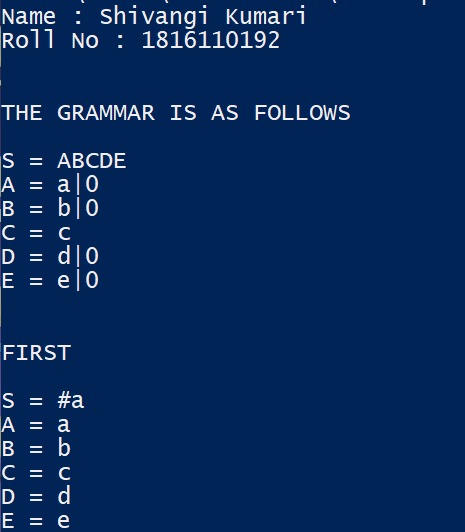 Name : Shivangi Kumari
Roll No : 1816110192
THE GRAMMAR IS AS FOLLOWS
S = ABCDE
A = a|0
B = b|0
C = c
D = d|0
E = e|0
FIRST
S = #a
A = a
B = b
C = c
D = d
E = e